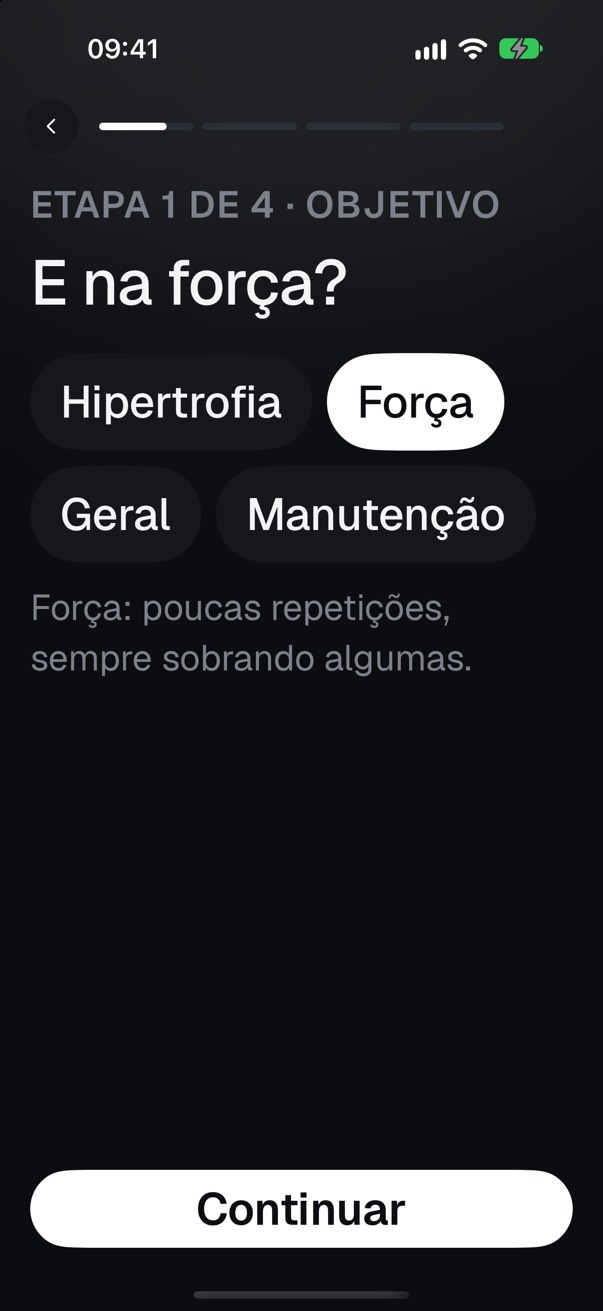 09:41
ETAPA 1 DE 4 · OBJETIVO
E na força?
Hipertrofia
Força
Geral
Manutenção
Força: poucas repetições,
sempre sobrando algumas.
Continuar